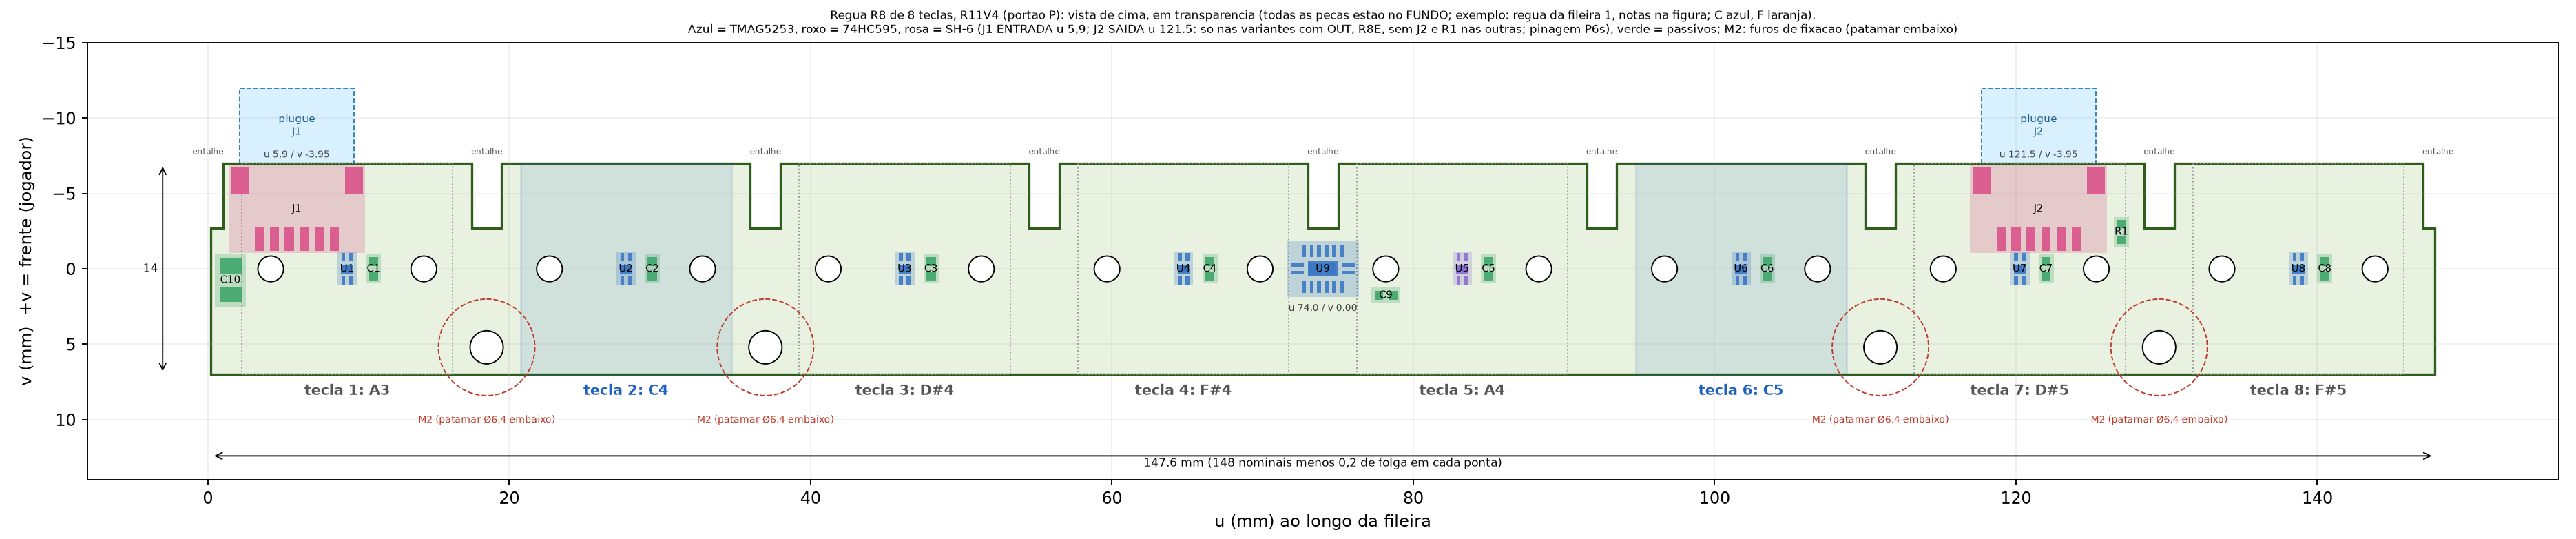 Regua R8 de 8 teclas, R11V4 (portao P): vista de cima, em transparencia (todas as pecas estao no FUNDO; exemplo: regua da fileira 1, notas na figura; C azul, F laranja).
Azul = TMAG5253, roxo = 74HC595, rosa = SH-6 (J1 ENTRADA u 5,9; J2 SAIDA u 121.5: so nas variantes com OUT, R8E, sem J2 e R1 nas outras; pinagem P6s), verde = passivos; M2: furos de fixacao (patamar embaixo)
−15
−10
−5
0
5
10
v (mm)  +v = frente (jogador)
plugue
J1
u 5.9 / v -3.95
plugue
J2
u 121.5 / v -3.95
entalhe
entalhe
entalhe
entalhe
entalhe
entalhe
entalhe
entalhe
entalhe
J1
J2
R1
14
C10
U1
C1
U2
C2
U3
C3
U4
C4
U9
U5
C5
U6
C6
U7
C7
U8
C8
C9
u 74.0 / v 0.00
tecla 1: A3
tecla 2: C4
tecla 3: D#4
tecla 4: F#4
tecla 5: A4
tecla 6: C5
tecla 7: D#5
tecla 8: F#5
M2 (patamar Ø6,4 embaixo)
M2 (patamar Ø6,4 embaixo)
M2 (patamar Ø6,4 embaixo)
M2 (patamar Ø6,4 embaixo)
147.6 mm (148 nominais menos 0,2 de folga em cada ponta)
0
20
40
60
80
100
120
140
u (mm) ao longo da fileira